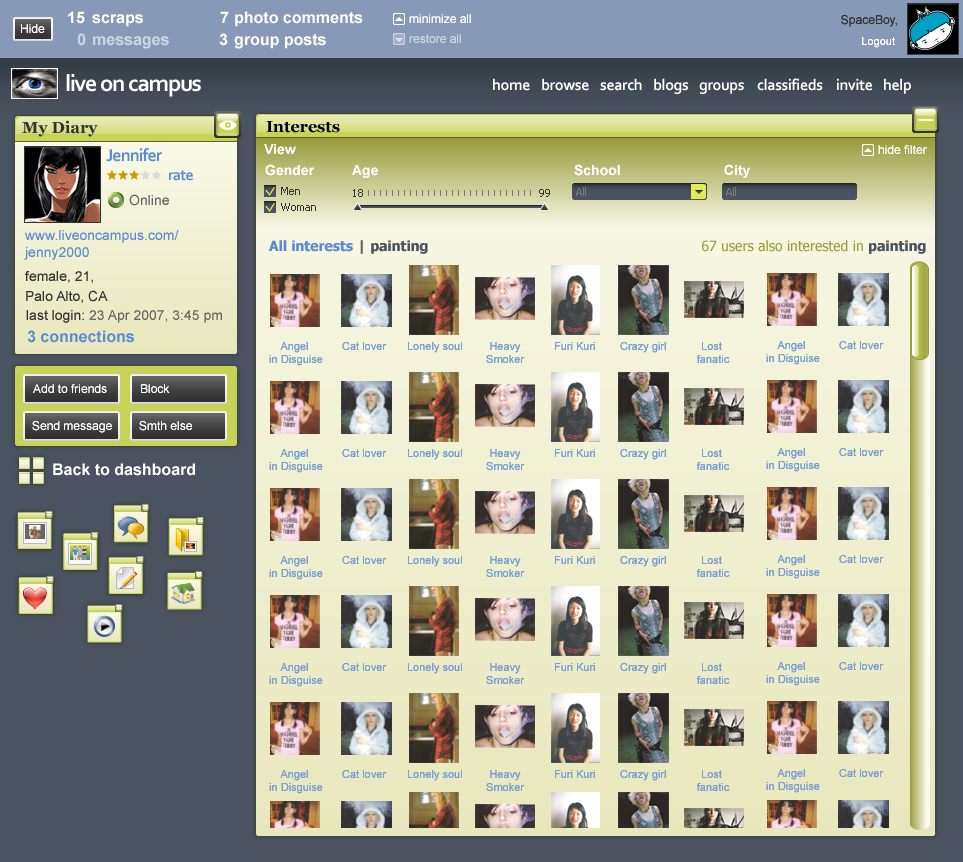 Hide
15 scraps
0 messages
7 photo comments
3 group posts
minimize all
restore all
SpaceBoy,
Logout
live on campus
home browse search blogs groups classifieds invite help
My Diary
Jennifer
rate
Online
www.liveoncampus.com/
jenny2000
female, 21,
Palo Alto, CA
last login: 23 Apr 2007, 3:45 pm
3 connections
Add to friends
Block
Send message
Smth else
Back to dashboard
Interests
View
hide filter
Gender
Men
Woman
Age
18 99
School
All
City
All
All interests | painting
67 users also interested in painting
Angel Cat lover Lonely soul Heavy Furi Kuri Crazy girl Lost Angel Cat lover
in Disguise Smoker fanatic in Disguise
Angel Cat lover Lonely soul Heavy Furi Kuri Crazy girl Lost Angel Cat lover
in Disguise Smoker fanatic in Disguise
Angel Cat lover Lonely soul Heavy Furi Kuri Crazy girl Lost Angel Cat lover
in Disguise Smoker fanatic in Disguise
Angel Cat lover Lonely soul Heavy Furi Kuri Crazy girl Lost Angel Cat lover
in Disguise Smoker fanatic in Disguise
Angel Cat lover Lonely soul Heavy Furi Kuri Crazy girl Lost Angel Cat lover
in Disguise Smoker fanatic in Disguise